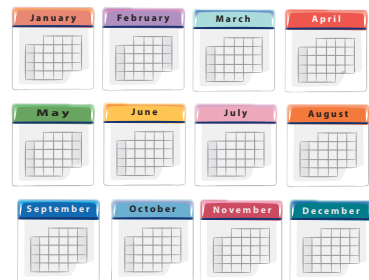 January
February
March
April
May
June
July
August
September
October
November
December